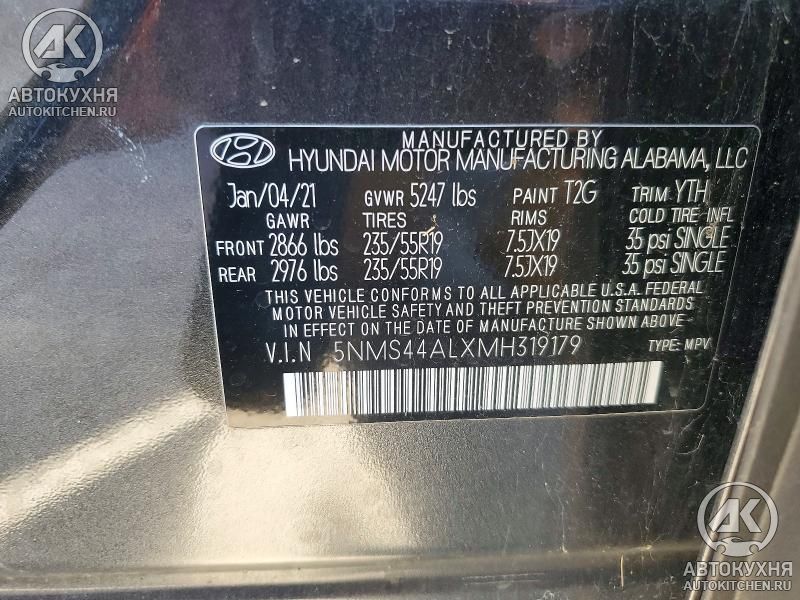 АК
АВТОКУХНЯ
AUTOKITCHEN.RU
MANUFACTURED BY
HYUNDAI MOTOR MANUFACTURING ALABAMA, LLC
Jan/04/21 GVWR 5247 lbs PAINT T2G TRIM YTH
GAWR TIRES RIMS COLD TIRE INFL
FRONT 2866 lbs 235/55R19 7.5JX19 35 psi SINGLE
REAR 2976 lbs 235/55R19 7.5JX19 35 psi SINGLE
THIS VEHICLE CONFORMS TO ALL APPLICABLE U.S.A. FEDERAL
MOTOR VEHICLE SAFETY AND THEFT PREVENTION STANDARDS
IN EFFECT ON THE DATE OF MANUFACTURE SHOWN ABOVE.
V.I.N 5NMS44ALXMH319179 TYPE: MPV
АК
АВТОКУХНЯ
AUTOKITCHEN.RU